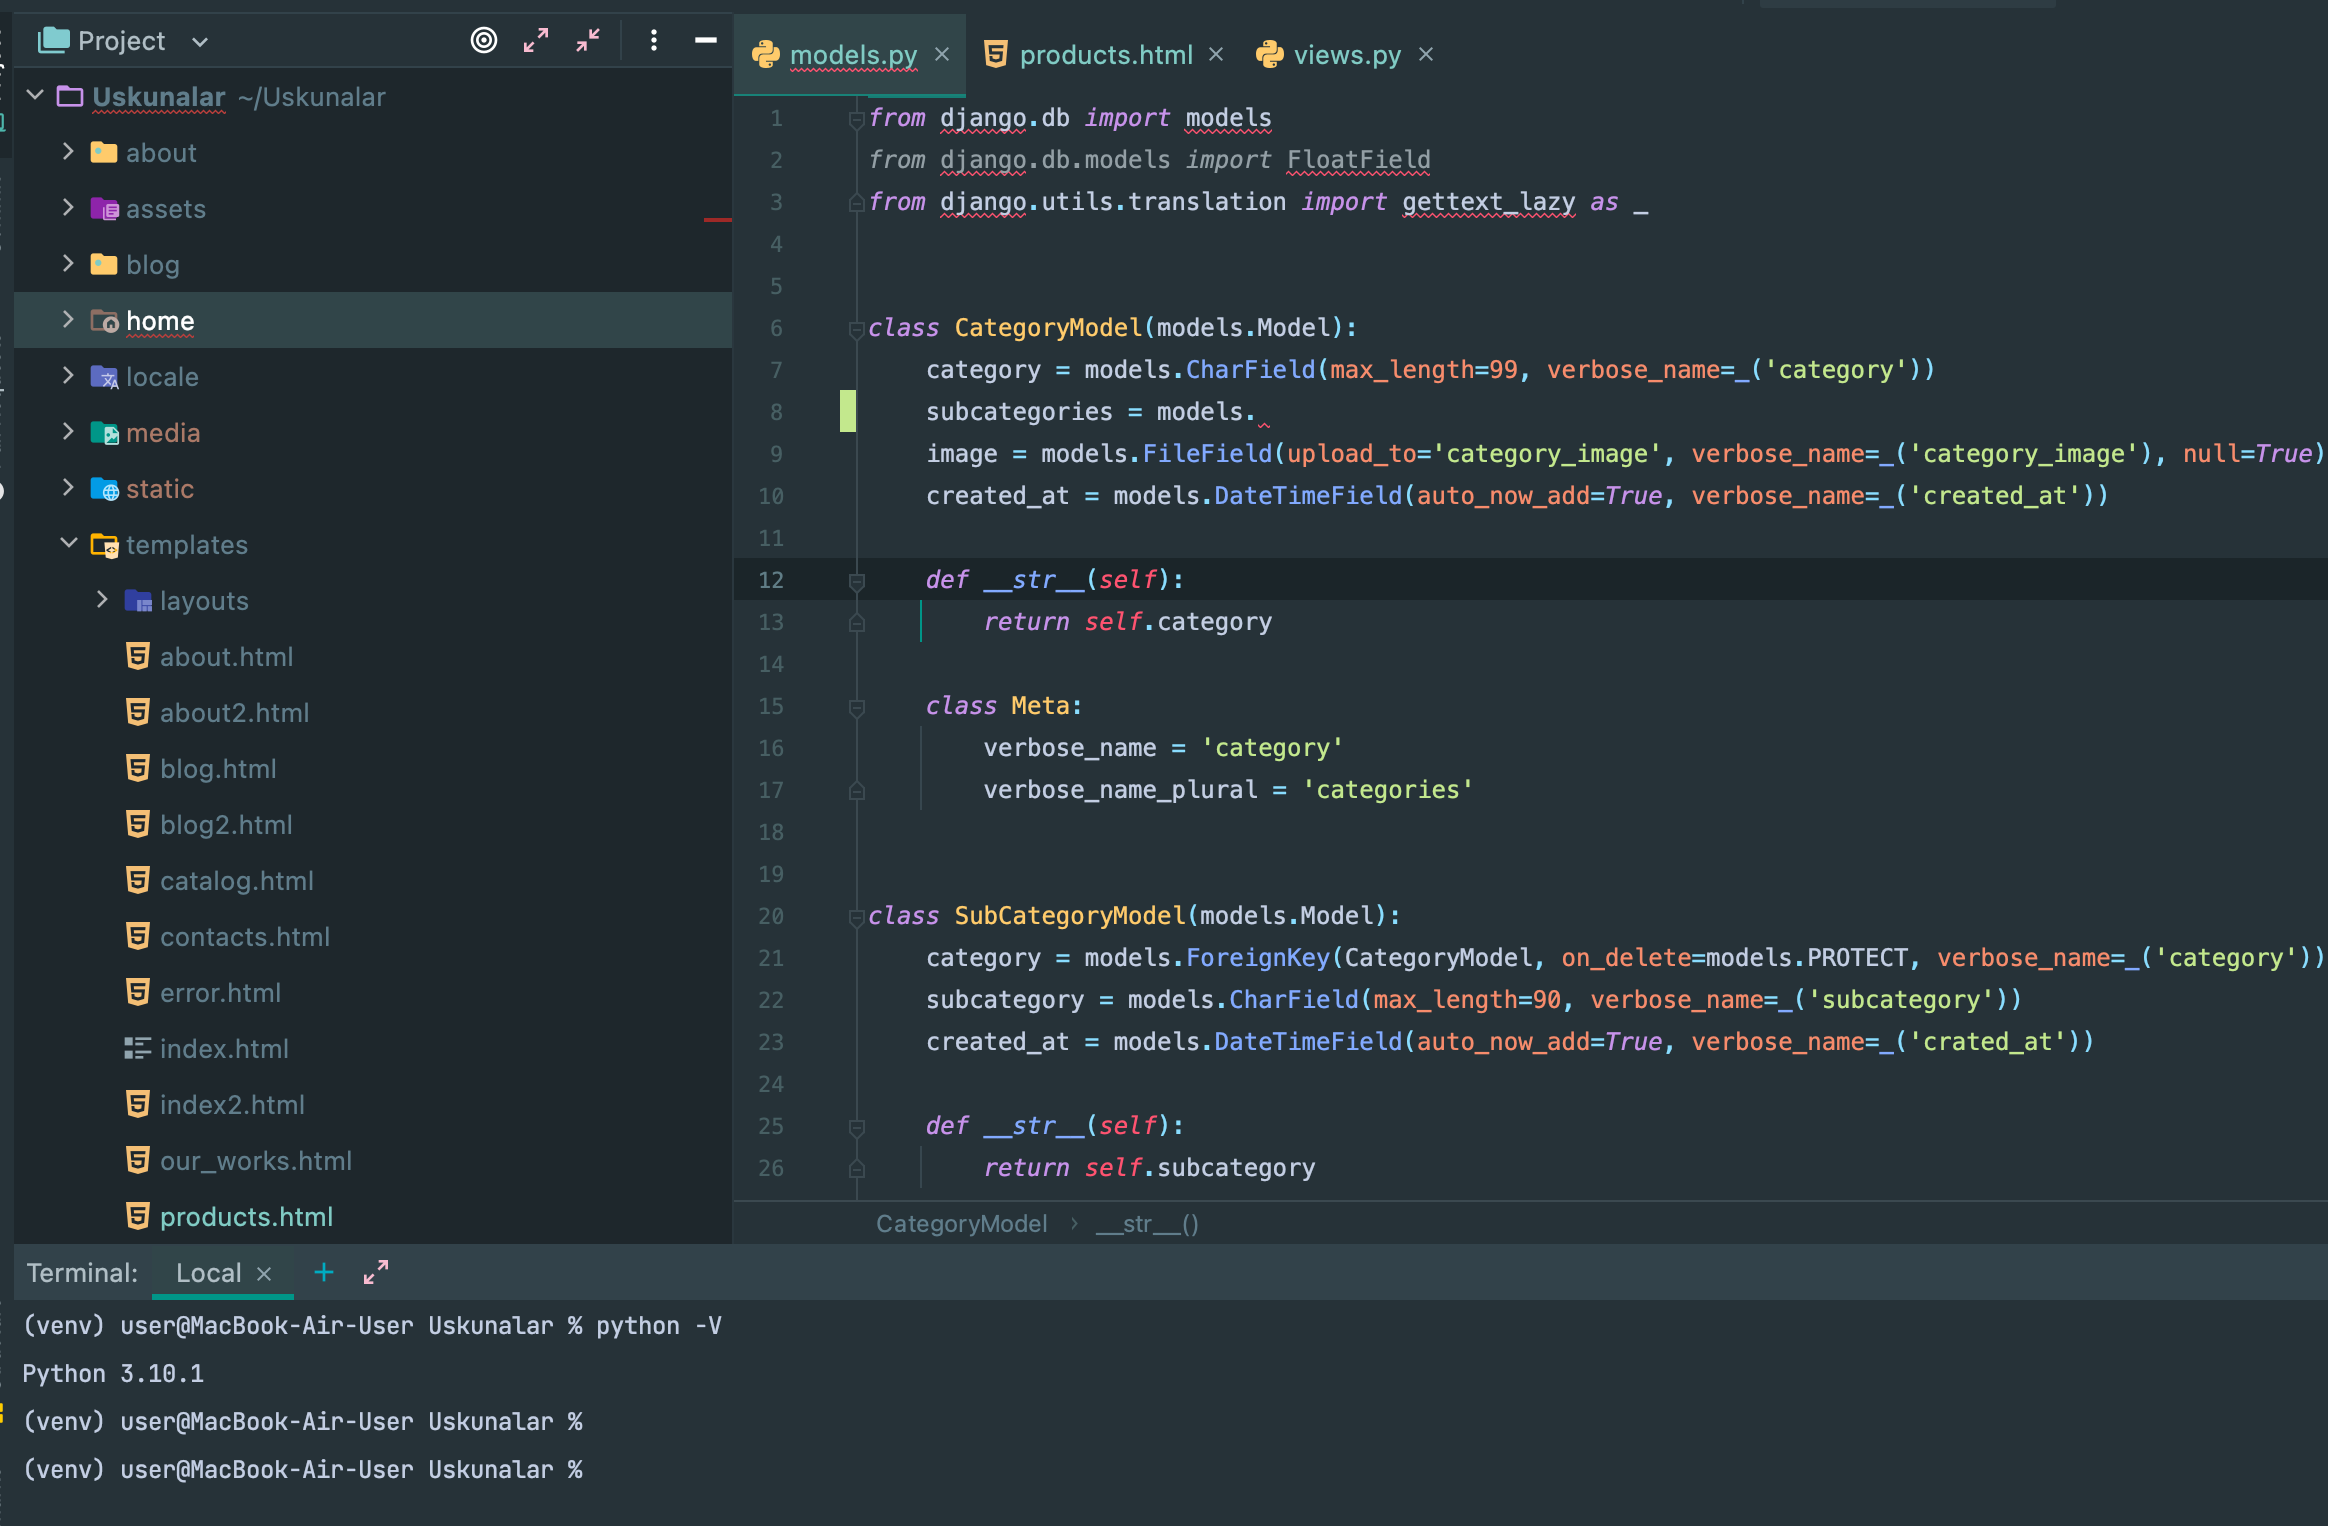 Project
models.py
products.html
views.py
Uskunalar ~/Uskunalar
about
assets
blog
home
locale
media
static
templates
layouts
about.html
about2.html
blog.html
blog2.html
catalog.html
contacts.html
error.html
index.html
index2.html
our_works.html
products.html
1 from django.db import models
2 from django.db.models import FloatField
3 from django.utils.translation import gettext_lazy as _
4
5
6 class CategoryModel(models.Model):
7 category = models.CharField(max_length=99, verbose_name=_('category'))
8 subcategories = models.
9 image = models.FileField(upload_to='category_image', verbose_name=_('category_image'), null=True)
10 created_at = models.DateTimeField(auto_now_add=True, verbose_name=_('created_at'))
11
12 def __str__(self):
13 return self.category
14
15 class Meta:
16 verbose_name = 'category'
17 verbose_name_plural = 'categories'
18
19
20 class SubCategoryModel(models.Model):
21 category = models.ForeignKey(CategoryModel, on_delete=models.PROTECT, verbose_name=_('category'))
22 subcategory = models.CharField(max_length=90, verbose_name=_('subcategory'))
23 created_at = models.DateTimeField(auto_now_add=True, verbose_name=_('crated_at'))
24
25 def __str__(self):
26 return self.subcategory
CategoryModel › __str__()
Terminal: Local
(venv) user@MacBook-Air-User Uskunalar % python -V
Python 3.10.1
(venv) user@MacBook-Air-User Uskunalar %
(venv) user@MacBook-Air-User Uskunalar %